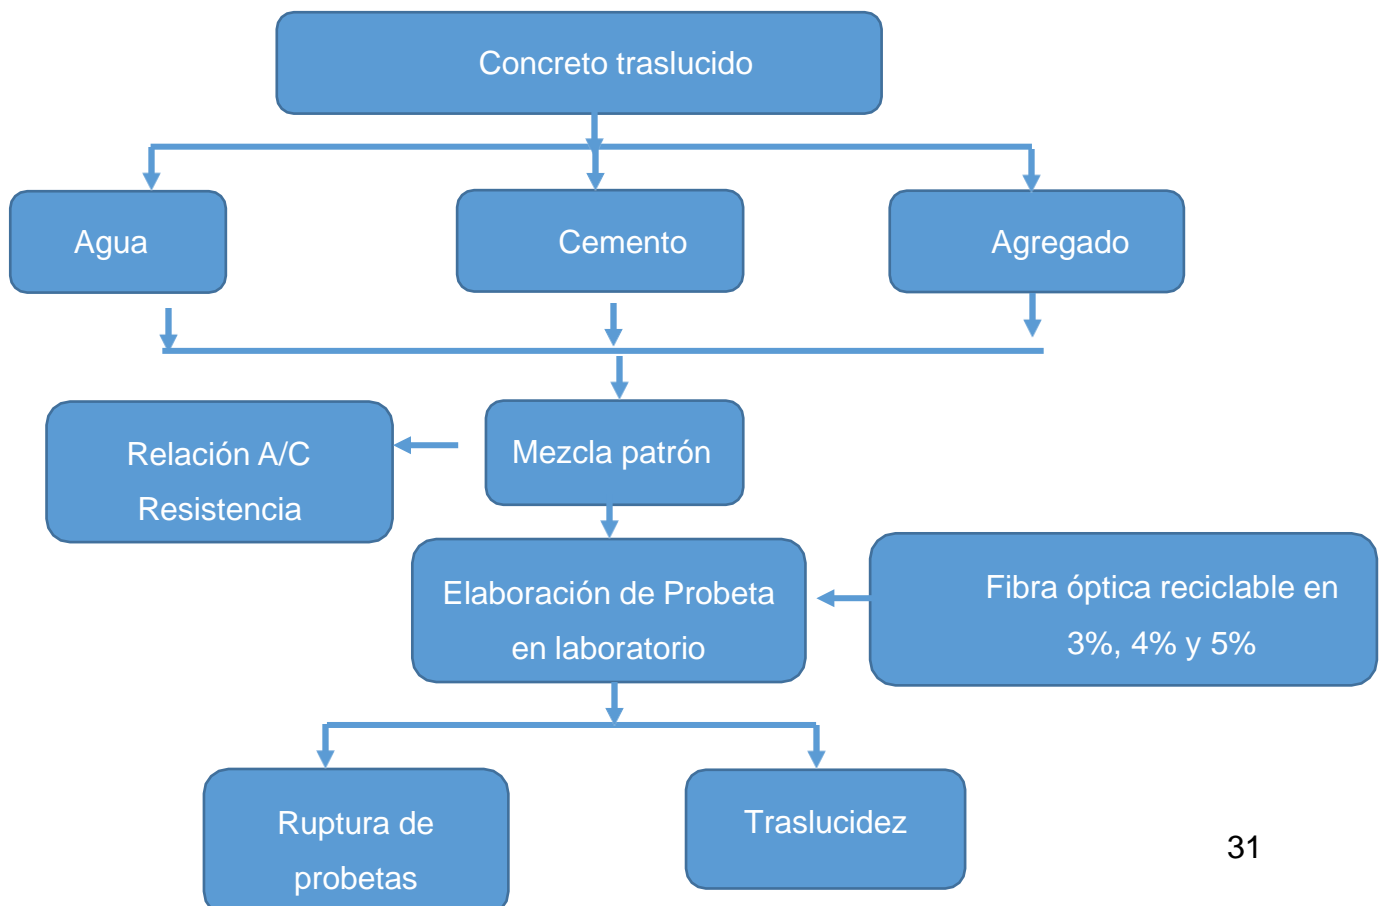 Concreto traslucido
Agua
Cemento
Agregado
Mezcla patrón
Relación A/C
Resistencia
Elaboración de Probeta
en laboratorio
Fibra óptica reciclable en
3%, 4% y 5%
Ruptura de
probetas
Traslucidez
31